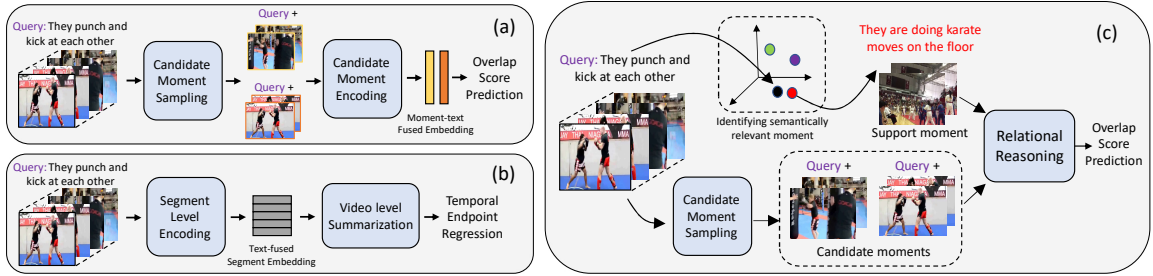 (a)
Query: They punch and
kick at each other
Candidate
Moment
Sampling
Query +
Query +
Candidate
Moment
Encoding
Moment-text
Fused Embedding
Overlap
Score
Prediction
(b)
Query: They punch and
kick at each other
Segment
Level
Encoding
Text-fused
Segment Embedding
Video level
Summarization
Temporal
Endpoint
Regression
(c)
Query: They punch and
kick at each other
Identifying semantically
relevant moment
They are doing karate
moves on the floor
Support moment
Candidate
Moment
Sampling
Query +
Query +
Candidate moments
Relational
Reasoning
Overlap
Score
Prediction